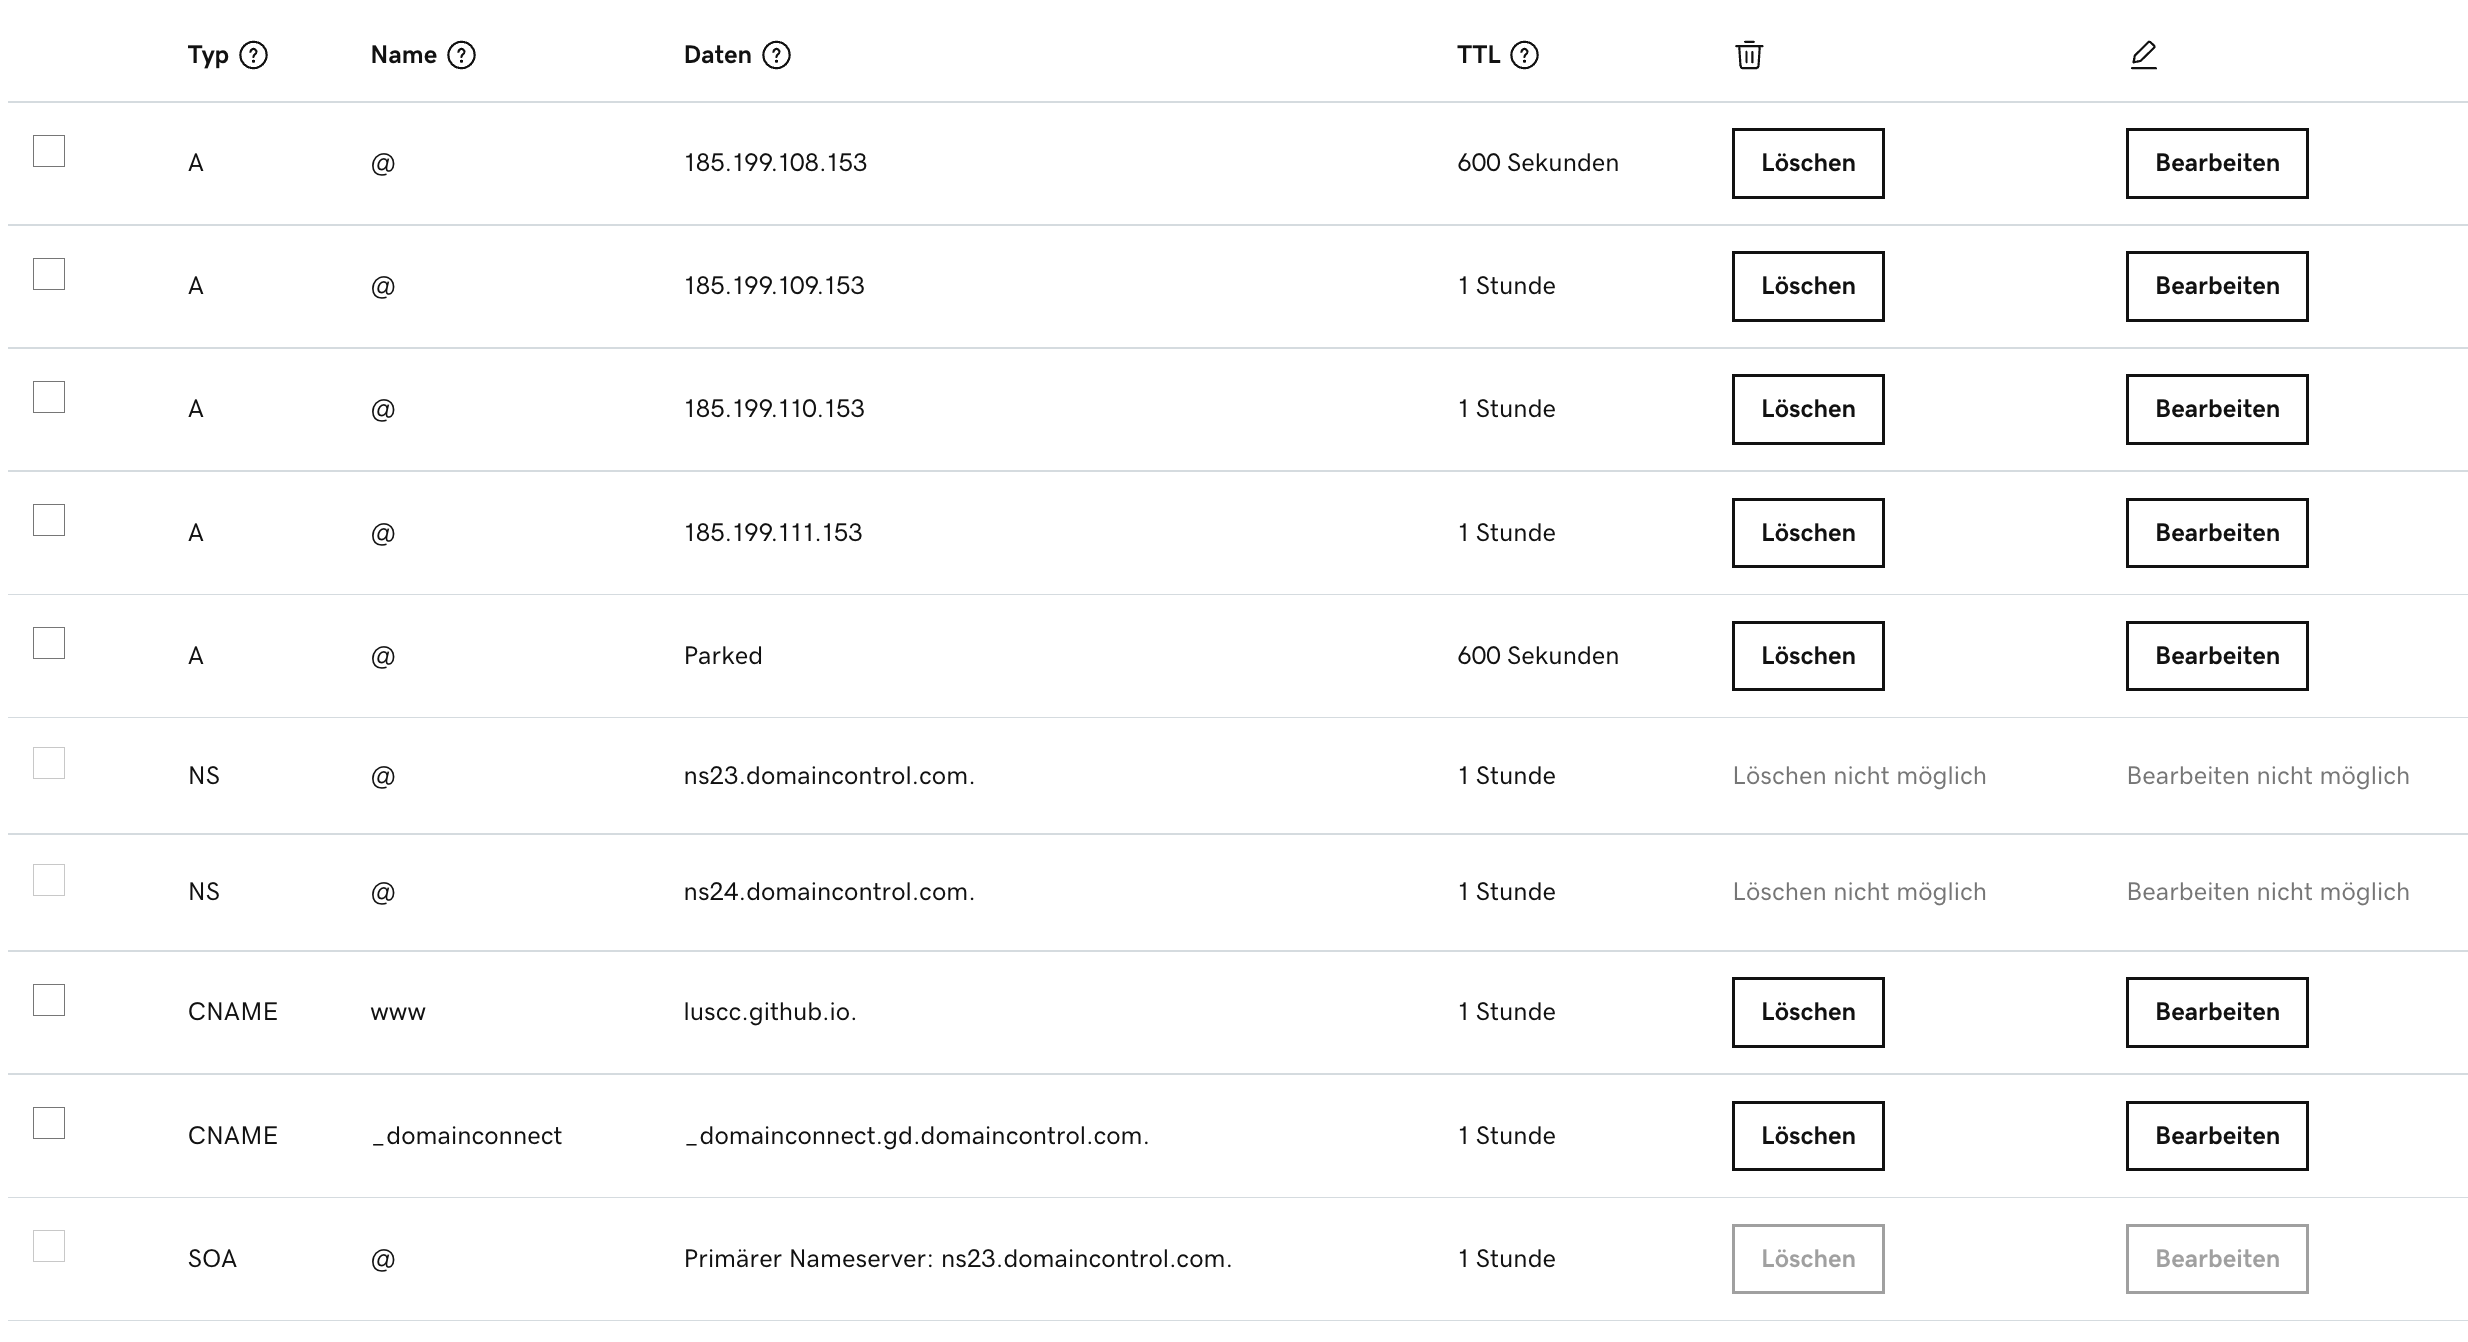 Typ Name Daten TTL
A @ 185.199.108.153 600 Sekunden Löschen Bearbeiten
A @ 185.199.109.153 1 Stunde Löschen Bearbeiten
A @ 185.199.110.153 1 Stunde Löschen Bearbeiten
A @ 185.199.111.153 1 Stunde Löschen Bearbeiten
A @ Parked 600 Sekunden Löschen Bearbeiten
NS @ ns23.domaincontrol.com. 1 Stunde Löschen nicht möglich Bearbeiten nicht möglich
NS @ ns24.domaincontrol.com. 1 Stunde Löschen nicht möglich Bearbeiten nicht möglich
CNAME www luscc.github.io. 1 Stunde Löschen Bearbeiten
CNAME _domainconnect _domainconnect.gd.domaincontrol.com. 1 Stunde Löschen Bearbeiten
SOA @ Primärer Nameserver: ns23.domaincontrol.com. 1 Stunde Löschen Bearbeiten